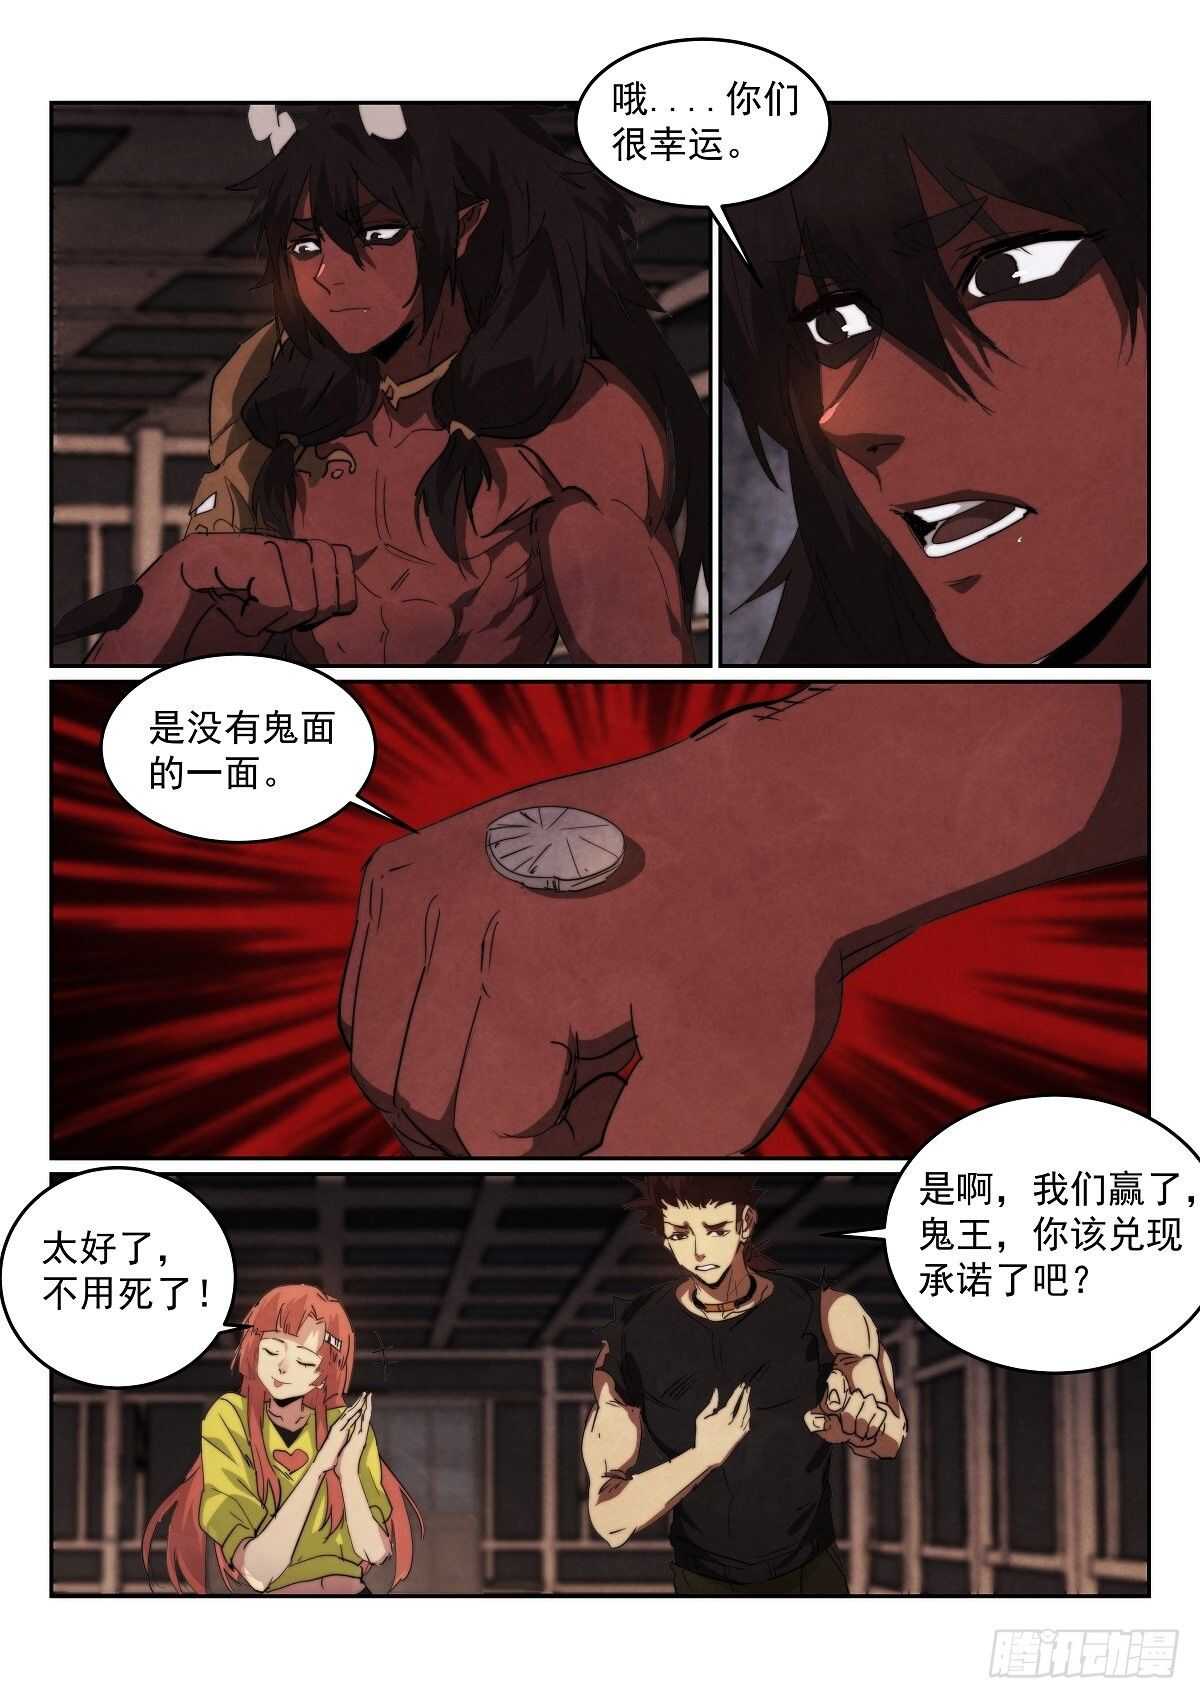 哦....你们
很幸运。
是没有鬼面
的一面。
太好了，
不用死了！
是啊，我们赢了，
鬼王，你该兑现
承诺了吧？
腾讯动漫